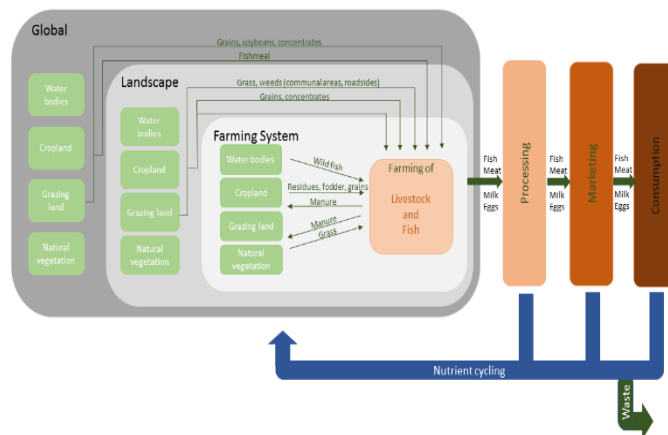 Global
Grains, soybeans, concentrates
Fishmeal
Water
bodies
Cropland
Grazing
land
Natural
vegetation
Landscape
Grass, weeds (communal areas, roadsides)
Grains, concentrates
Water
bodies
Cropland
Grazing land
Natural
vegetation
Farming System
Water bodies
Cropland
Grazing land
Natural
vegetation
Wild fish
Residues, fodder, grains
Manure
Manure
Grass
Farming of
Livestock
and
Fish
Fish
Meat
Milk
Eggs
Processing
Fish
Meat
Milk
Eggs
Marketing
Fish
Meat
Milk
Eggs
Consumption
Nutrient cycling
Waste